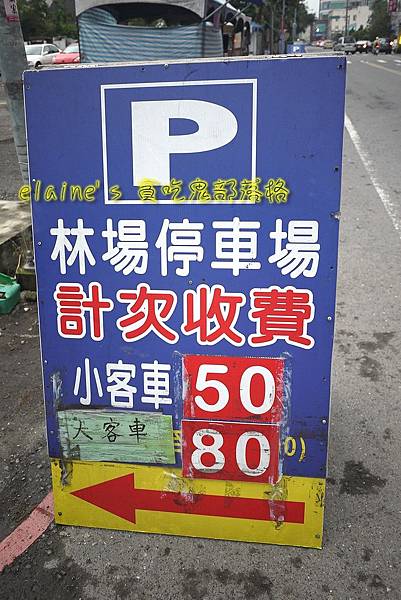 P
elaine's 貪吃鬼部落格
林場停車場
計次收費
小客車 50
大客車 80 0)